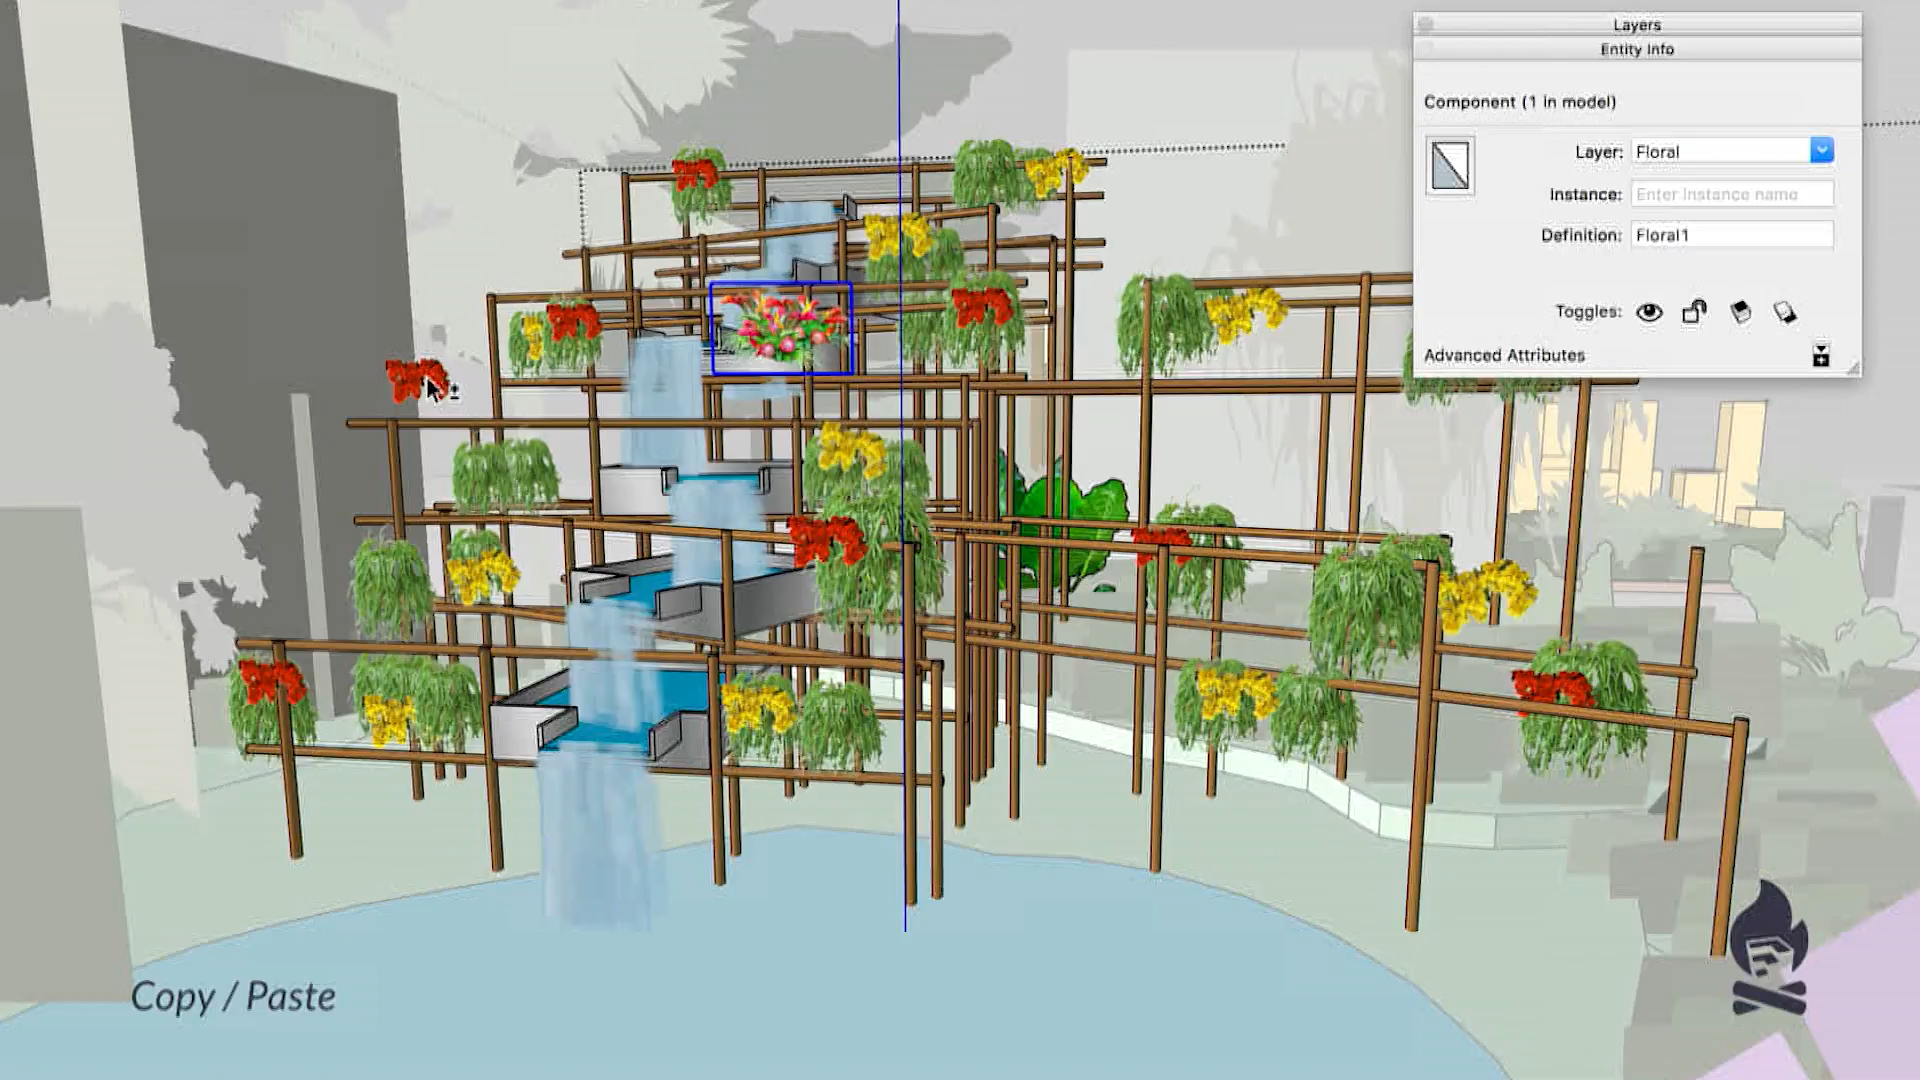 Layers
Entity Info
Component (1 in model)
Layer: Floral
Instance: Enter instance name
Definition: Floral1
Toggles:
Advanced Attributes
Copy / Paste